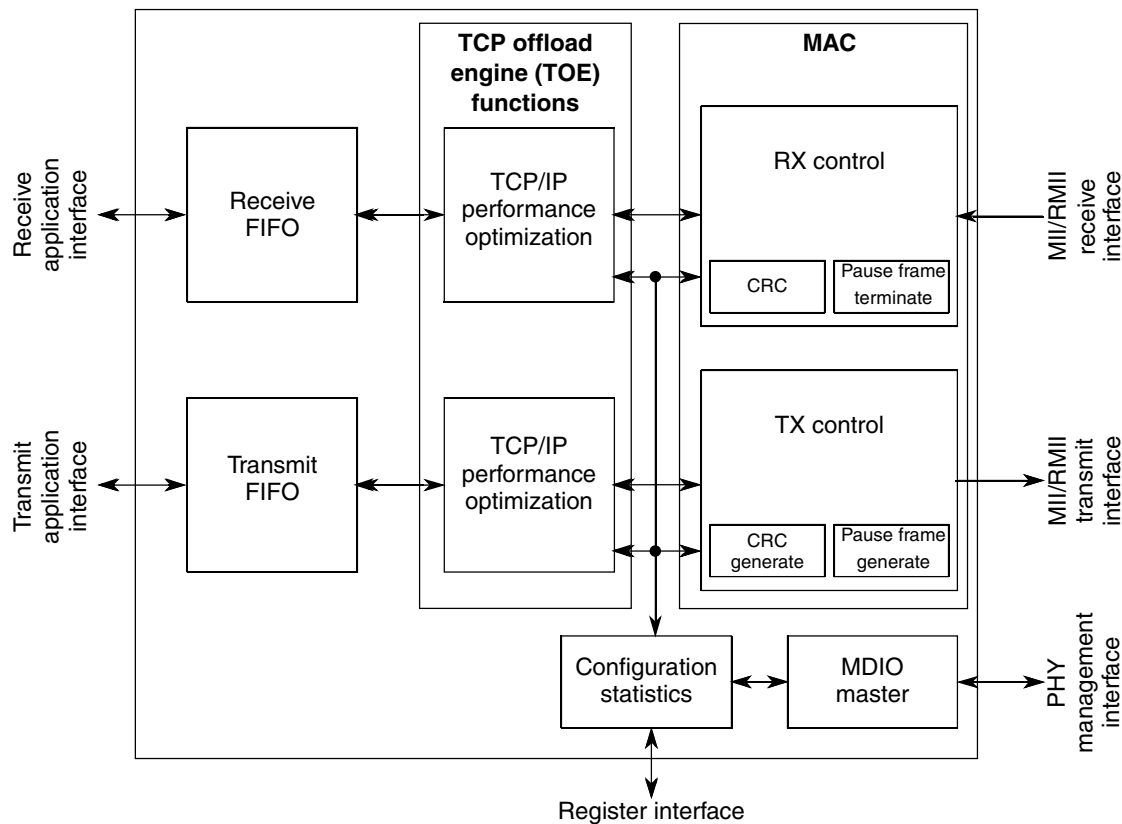 TCP offload
engine (TOE)
functions
MAC
Receive
application
interface
Receive
FIFO
TCP/IP
performance
optimization
RX control
CRC
Pause frame
terminate
MII/RMII
receive
interface
Transmit
application
interface
Transmit
FIFO
TCP/IP
performance
optimization
TX control
CRC
generate
Pause frame
generate
MII/RMII
transmit
interface
Configuration
statistics
MDIO
master
PHY
management
interface
Register interface